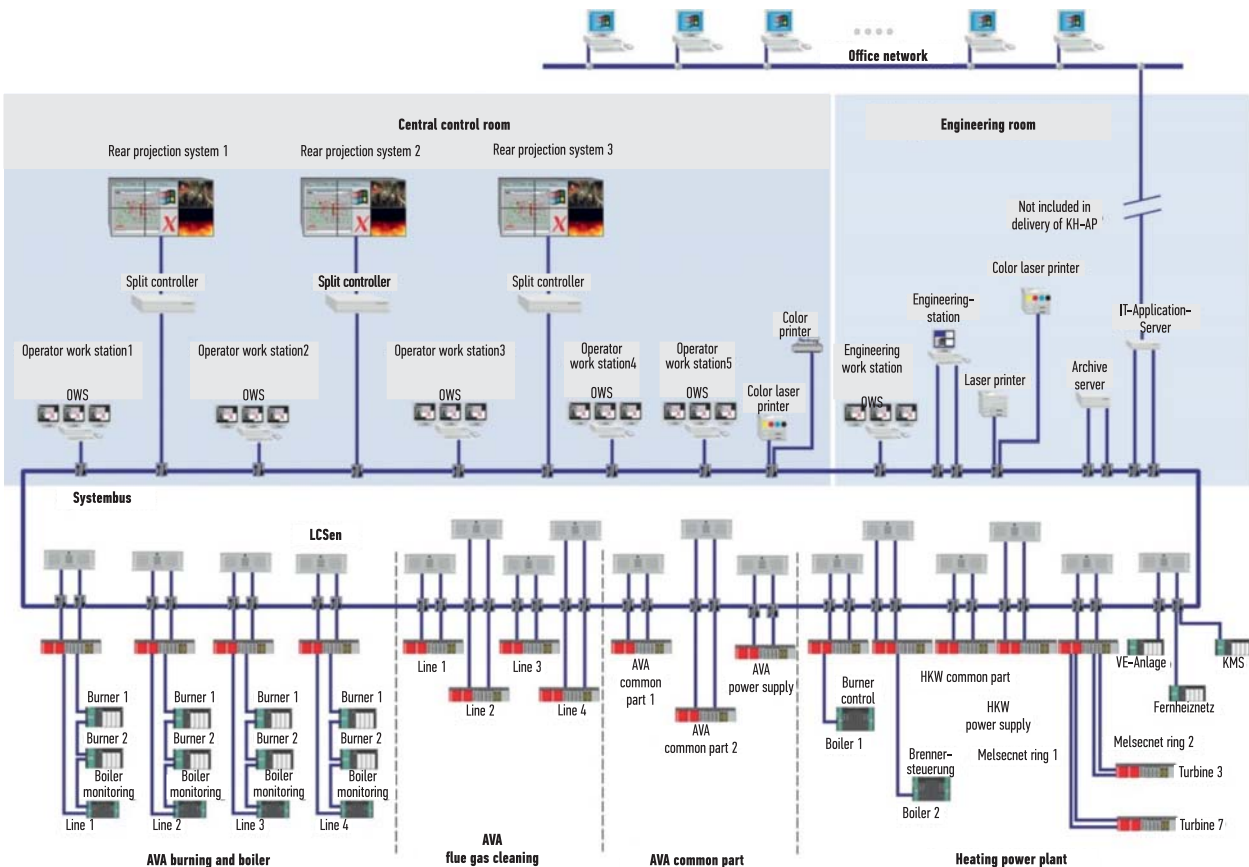 Office network
Central control room
Engineering room
Rear projection system 1
Rear projection system 2
Rear projection system 3
Not included in
delivery of KH-AP
Split controller
Split controller
Split controller
Color laser printer
Engineering-
station
IT-Application-
Server
Color
printer
Operator work station1
OWS
Operator work station2
OWS
Operator work station3
OWS
Operator
work station4
OWS
Operator
work station5
OWS
Color laser
printer
Engineering
work station
OWS
Laser printer
Archive
server
Systembus
LCSen
Line 1
Line 3
Line 2
Line 4
AVA
common
part 1
AVA
power supply
AVA
common part 2
Burner
control
Boiler 1
HKW common part
HKW
power supply
VE-Anlage
KMS
Fernheiznetz
Brenner-
steuerung
Boiler 2
Melsecnet ring 1
Melsecnet ring 2
Turbine 3
Turbine 7
Burner 1
Burner 2
Boiler
monitoring
Line 1
Burner 1
Burner 2
Boiler
monitoring
Line 2
Burner 1
Burner 2
Boiler
monitoring
Line 3
Burner 1
Burner 2
Boiler
monitoring
Line 4
AVA burning and boiler
AVA
flue gas cleaning
AVA common part
Heating power plant